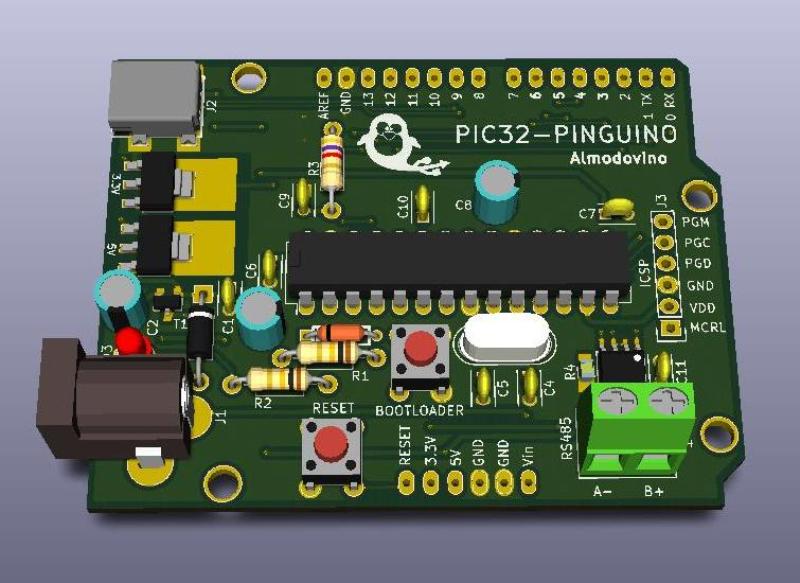 J2
AREF
GND
13
12
11
10
9
8
7
6
5
4
3
2
1 TX
0 RX
PIC32-PINGUINO
Almodovino
3.3V
5V
R3
C9
C10
C8
C7
J3
PGM
PGC
PGD
GND
VDD
MCRL
ICSP
C6
C1
C2
T1
R1
R2
J1
RESET
BOOTLOADER
C5
C4
R4
C11
RS485
A-
B+
RESET
3.3V
5V
GND
GND
Vin